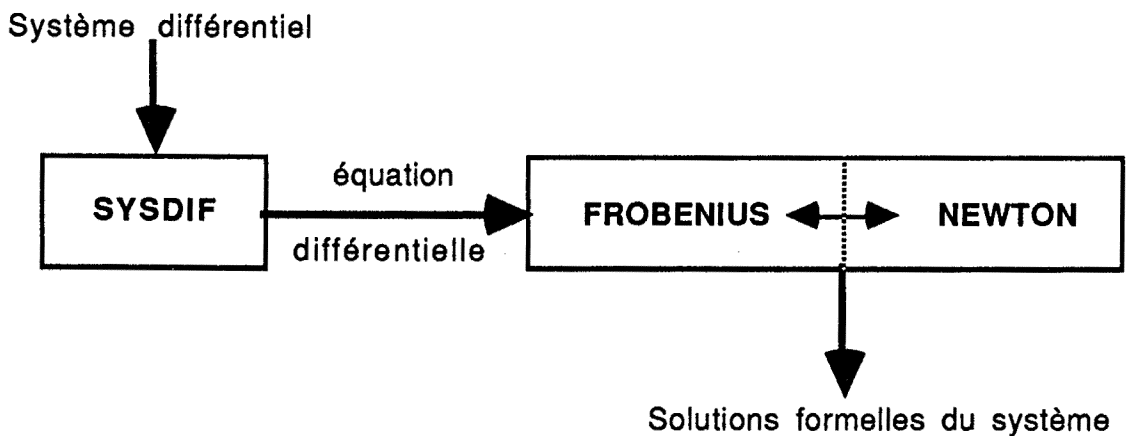 Système différentiel
SYSDIF
équation
différentielle
FROBENIUS
NEWTON
Solutions formelles du système